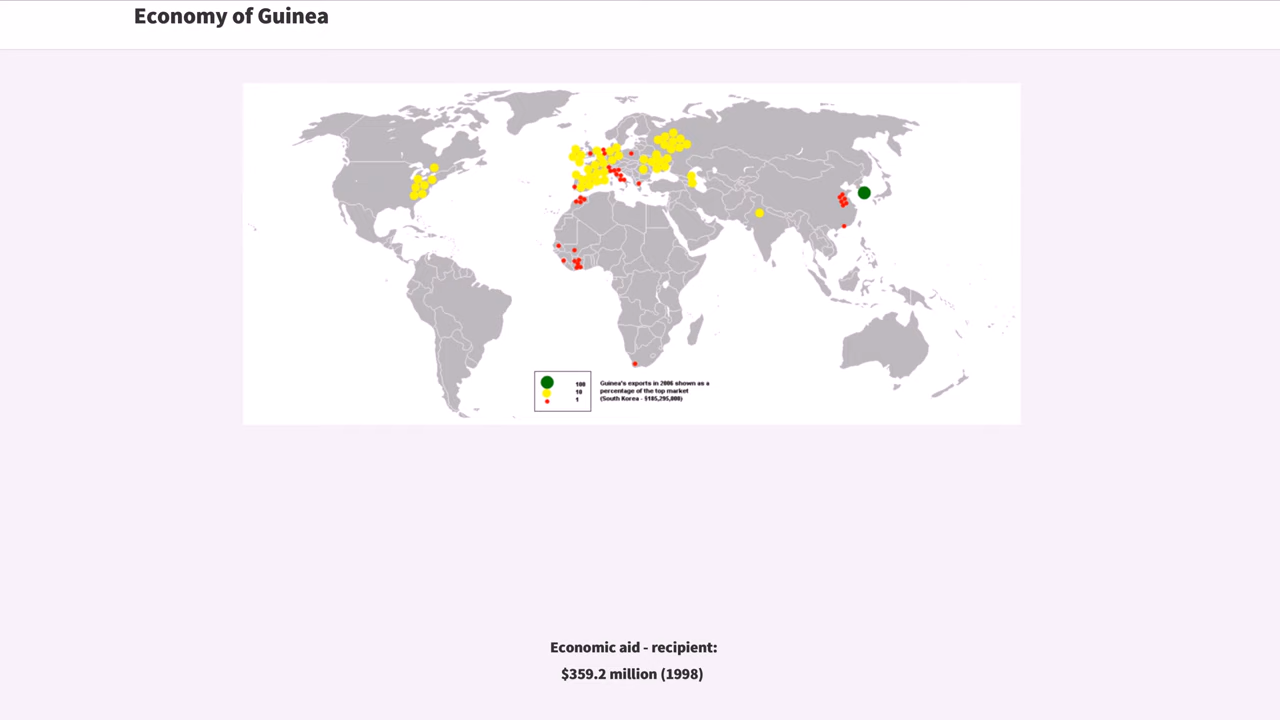 Economy of Guinea
100
10
1
Guinea's exports in 2006 shown as a
percentage of the top market
(South Korea - $185,295,000)
Economic aid - recipient:
$359.2 million (1998)